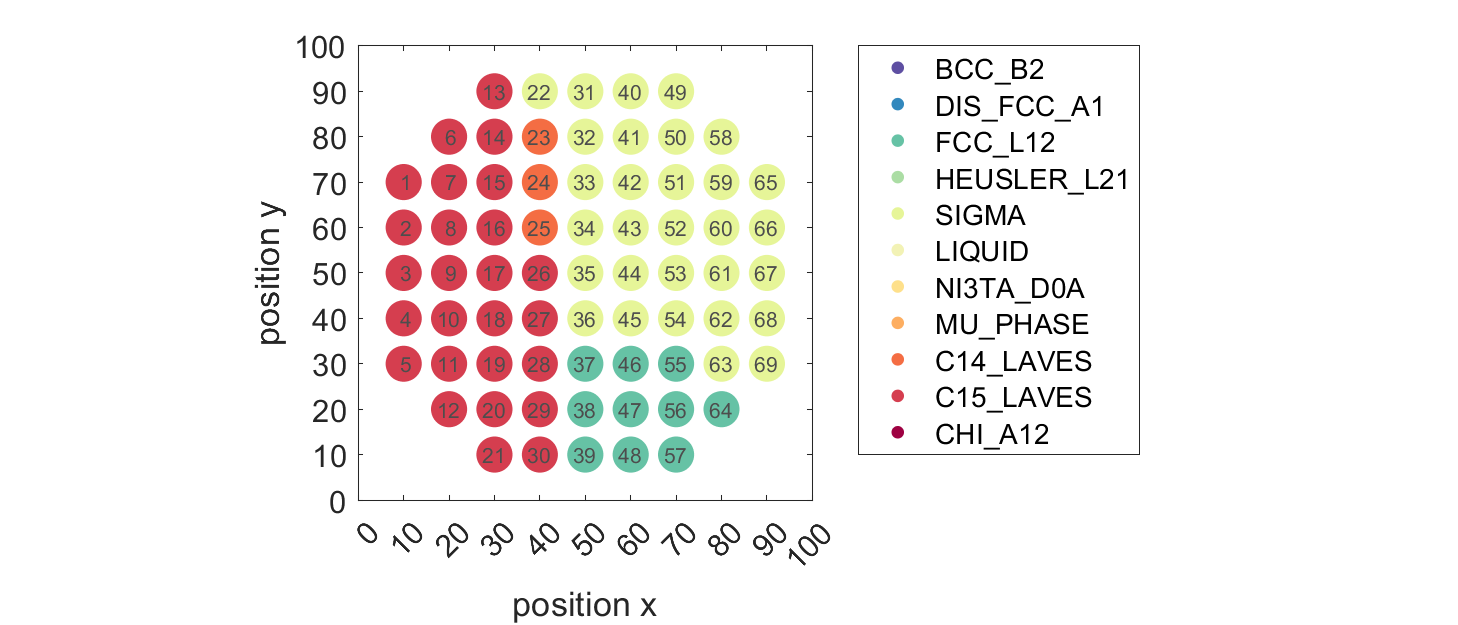 100
90
80
70
60
50
40
30
20
10
0
position y
13 22 31 40 49
6 14 23 32 41 50 58
1 7 15 24 33 42 51 59 65
2 8 16 25 34 43 52 60 66
3 9 17 26 35 44 53 61 67
4 10 18 27 36 45 54 62 68
5 11 19 28 37 46 55 63 69
12 20 29 38 47 56 64
21 30 39 48 57
0 10 20 30 40 50 60 70 80 90 100
position x
BCC_B2
DIS_FCC_A1
FCC_L12
HEUSLER_L21
SIGMA
LIQUID
NI3TA_D0A
MU_PHASE
C14_LAVES
C15_LAVES
CHI_A12